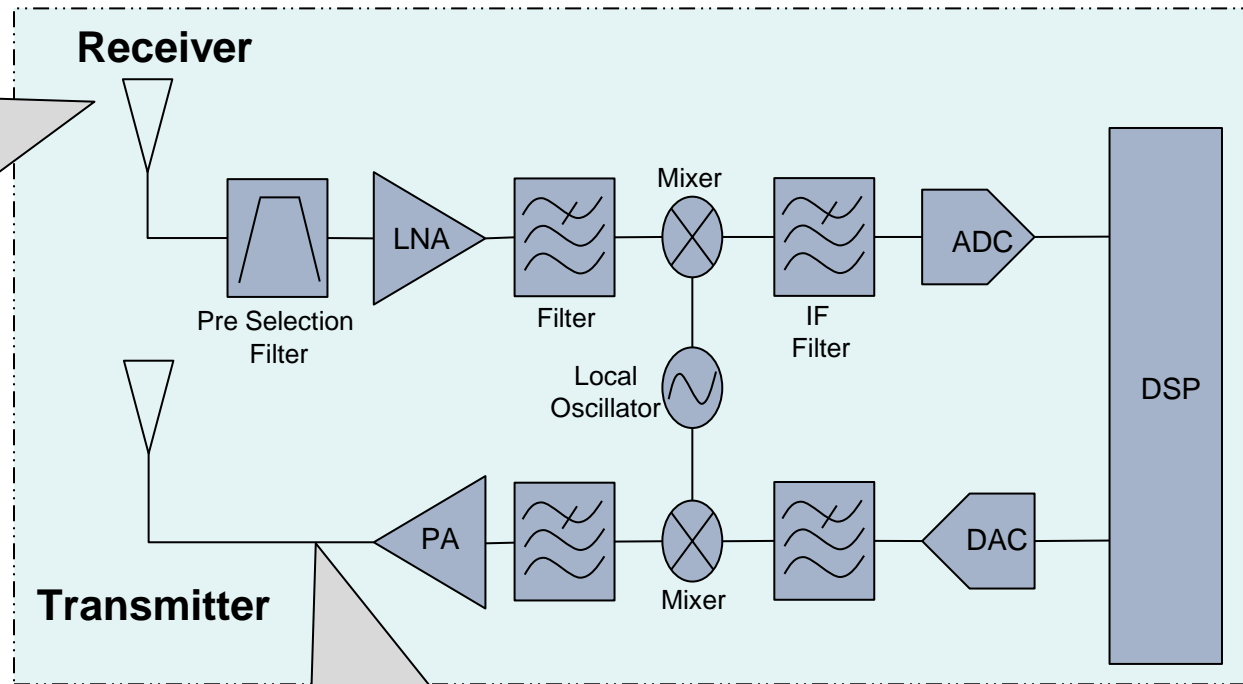 Receiver
Mixer
LNA
ADC
Pre Selection
Filter
Filter
IF
Filter
Local
Oscillator
DSP
PA
DAC
Mixer
Transmitter